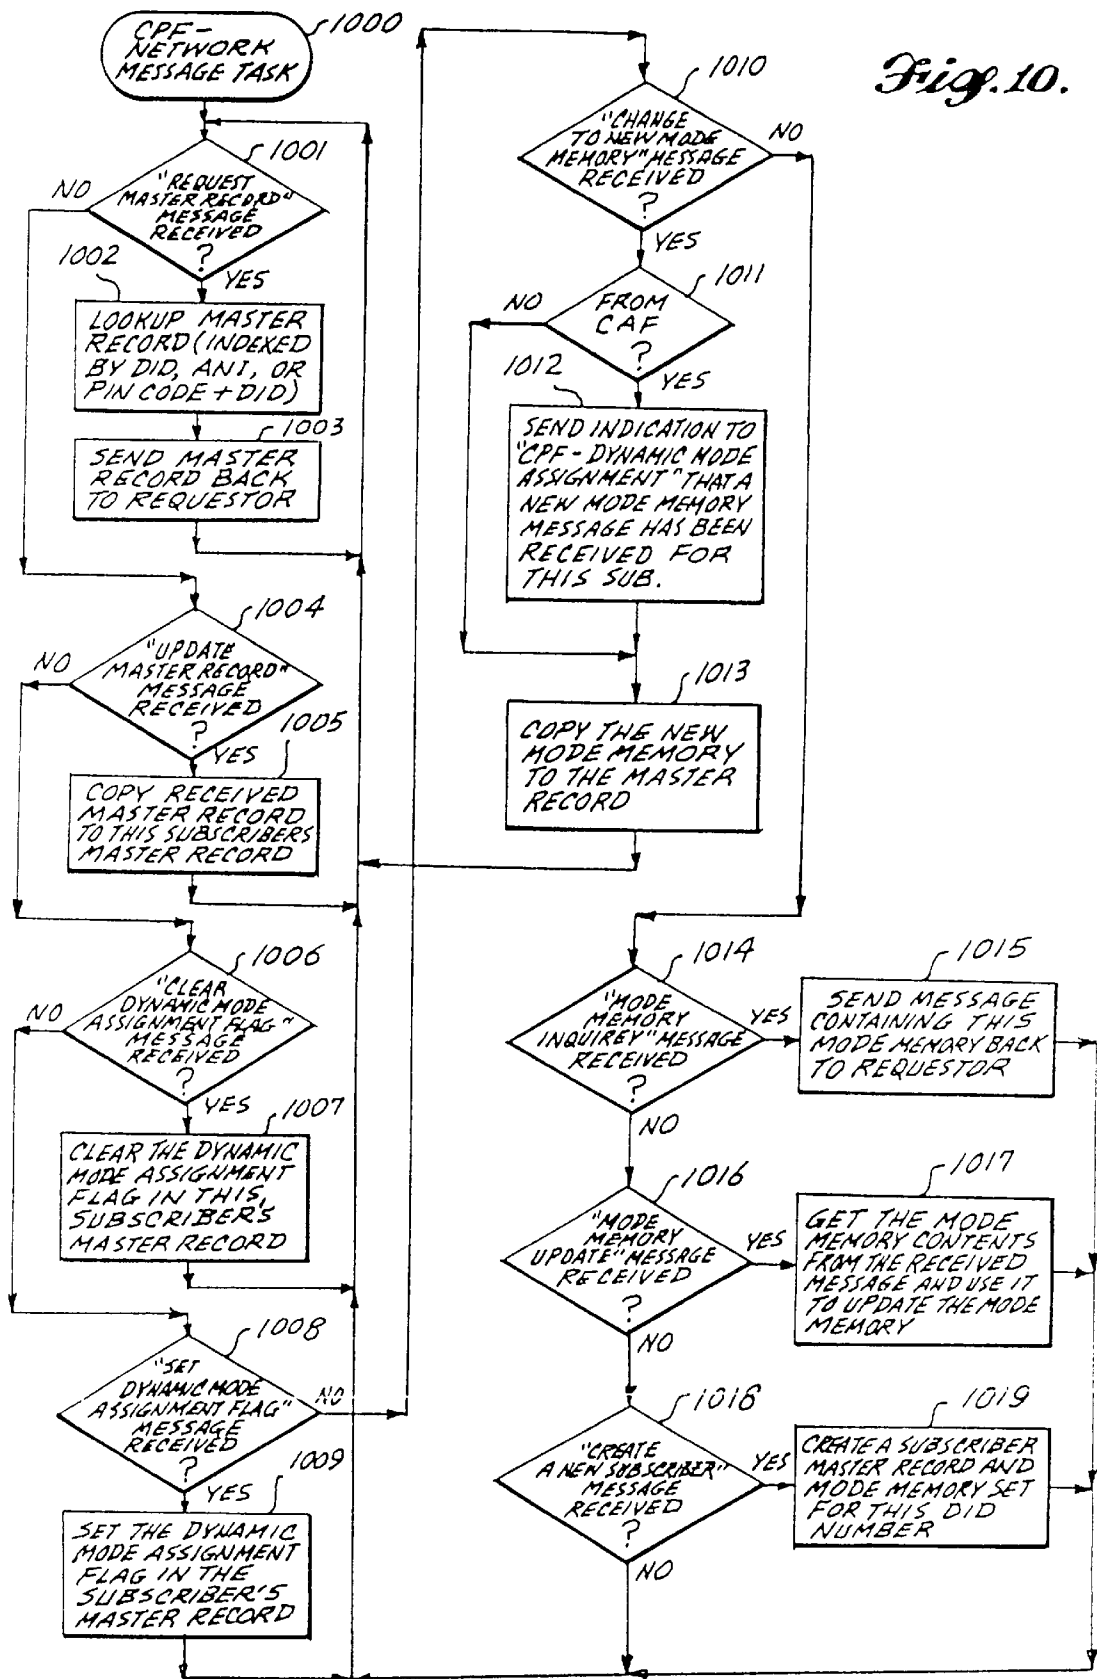 Fig. 10.
1000
CPF-
NETWORK
MESSAGE TASK
1001
"REQUEST
MASTER RECORD"
MESSAGE
RECEIVED
?
NO
YES
1002
LOOKUP MASTER
RECORD (INDEXED
BY DID, ANI, OR
PIN CODE + DID)
1003
SEND MASTER
RECORD BACK
TO REQUESTOR
1004
"UPDATE
MASTER RECORD"
MESSAGE
RECEIVED
?
NO
YES
1005
COPY RECEIVED
MASTER RECORD
TO THIS SUBSCRIBERS
MASTER RECORD
1006
"CLEAR
DYNAMIC MODE
ASSIGNMENT FLAG"
MESSAGE
RECEIVED
?
NO
YES
1007
CLEAR THE DYNAMIC
MODE ASSIGNMENT
FLAG IN THIS,
SUBSCRIBER'S
MASTER RECORD
1008
"SET
DYNAMIC MODE
ASSIGNMENT FLAG"
MESSAGE
RECEIVED
?
NO
YES
1009
SET THE DYNAMIC
MODE ASSIGNMENT
FLAG IN THE
SUBSCRIBER'S
MASTER RECORD
1010
"CHANGE
TO NEW MODE
MEMORY" MESSAGE
RECEIVED
?
NO
YES
1011
FROM
CAF
?
NO
YES
1012
SEND INDICATION TO
"CPF-DYNAMIC MODE
ASSIGNMENT" THAT A
NEW MODE MEMORY
MESSAGE HAS BEEN
RECEIVED FOR
THIS SUB.
1013
COPY THE NEW
MODE MEMORY
TO THE MASTER
RECORD
1014
"MODE
MEMORY
INQUIREY" MESSAGE
RECEIVED
?
YES
NO
1015
SEND MESSAGE
CONTAINING THIS
MODE MEMORY BACK
TO REQUESTOR
1016
"MODE
MEMORY
UPDATE" MESSAGE
RECEIVED
?
YES
NO
1017
GET THE MODE
MEMORY CONTENTS
FROM THE RECEIVED
MESSAGE AND USE IT
TO UPDATE THE MODE
MEMORY
1018
"CREATE
A NEW SUBSCRIBER"
MESSAGE
RECEIVED
?
YES
NO
1019
CREATE A SUBSCRIBER
MASTER RECORD AND
MODE MEMORY SET
FOR THIS DID
NUMBER